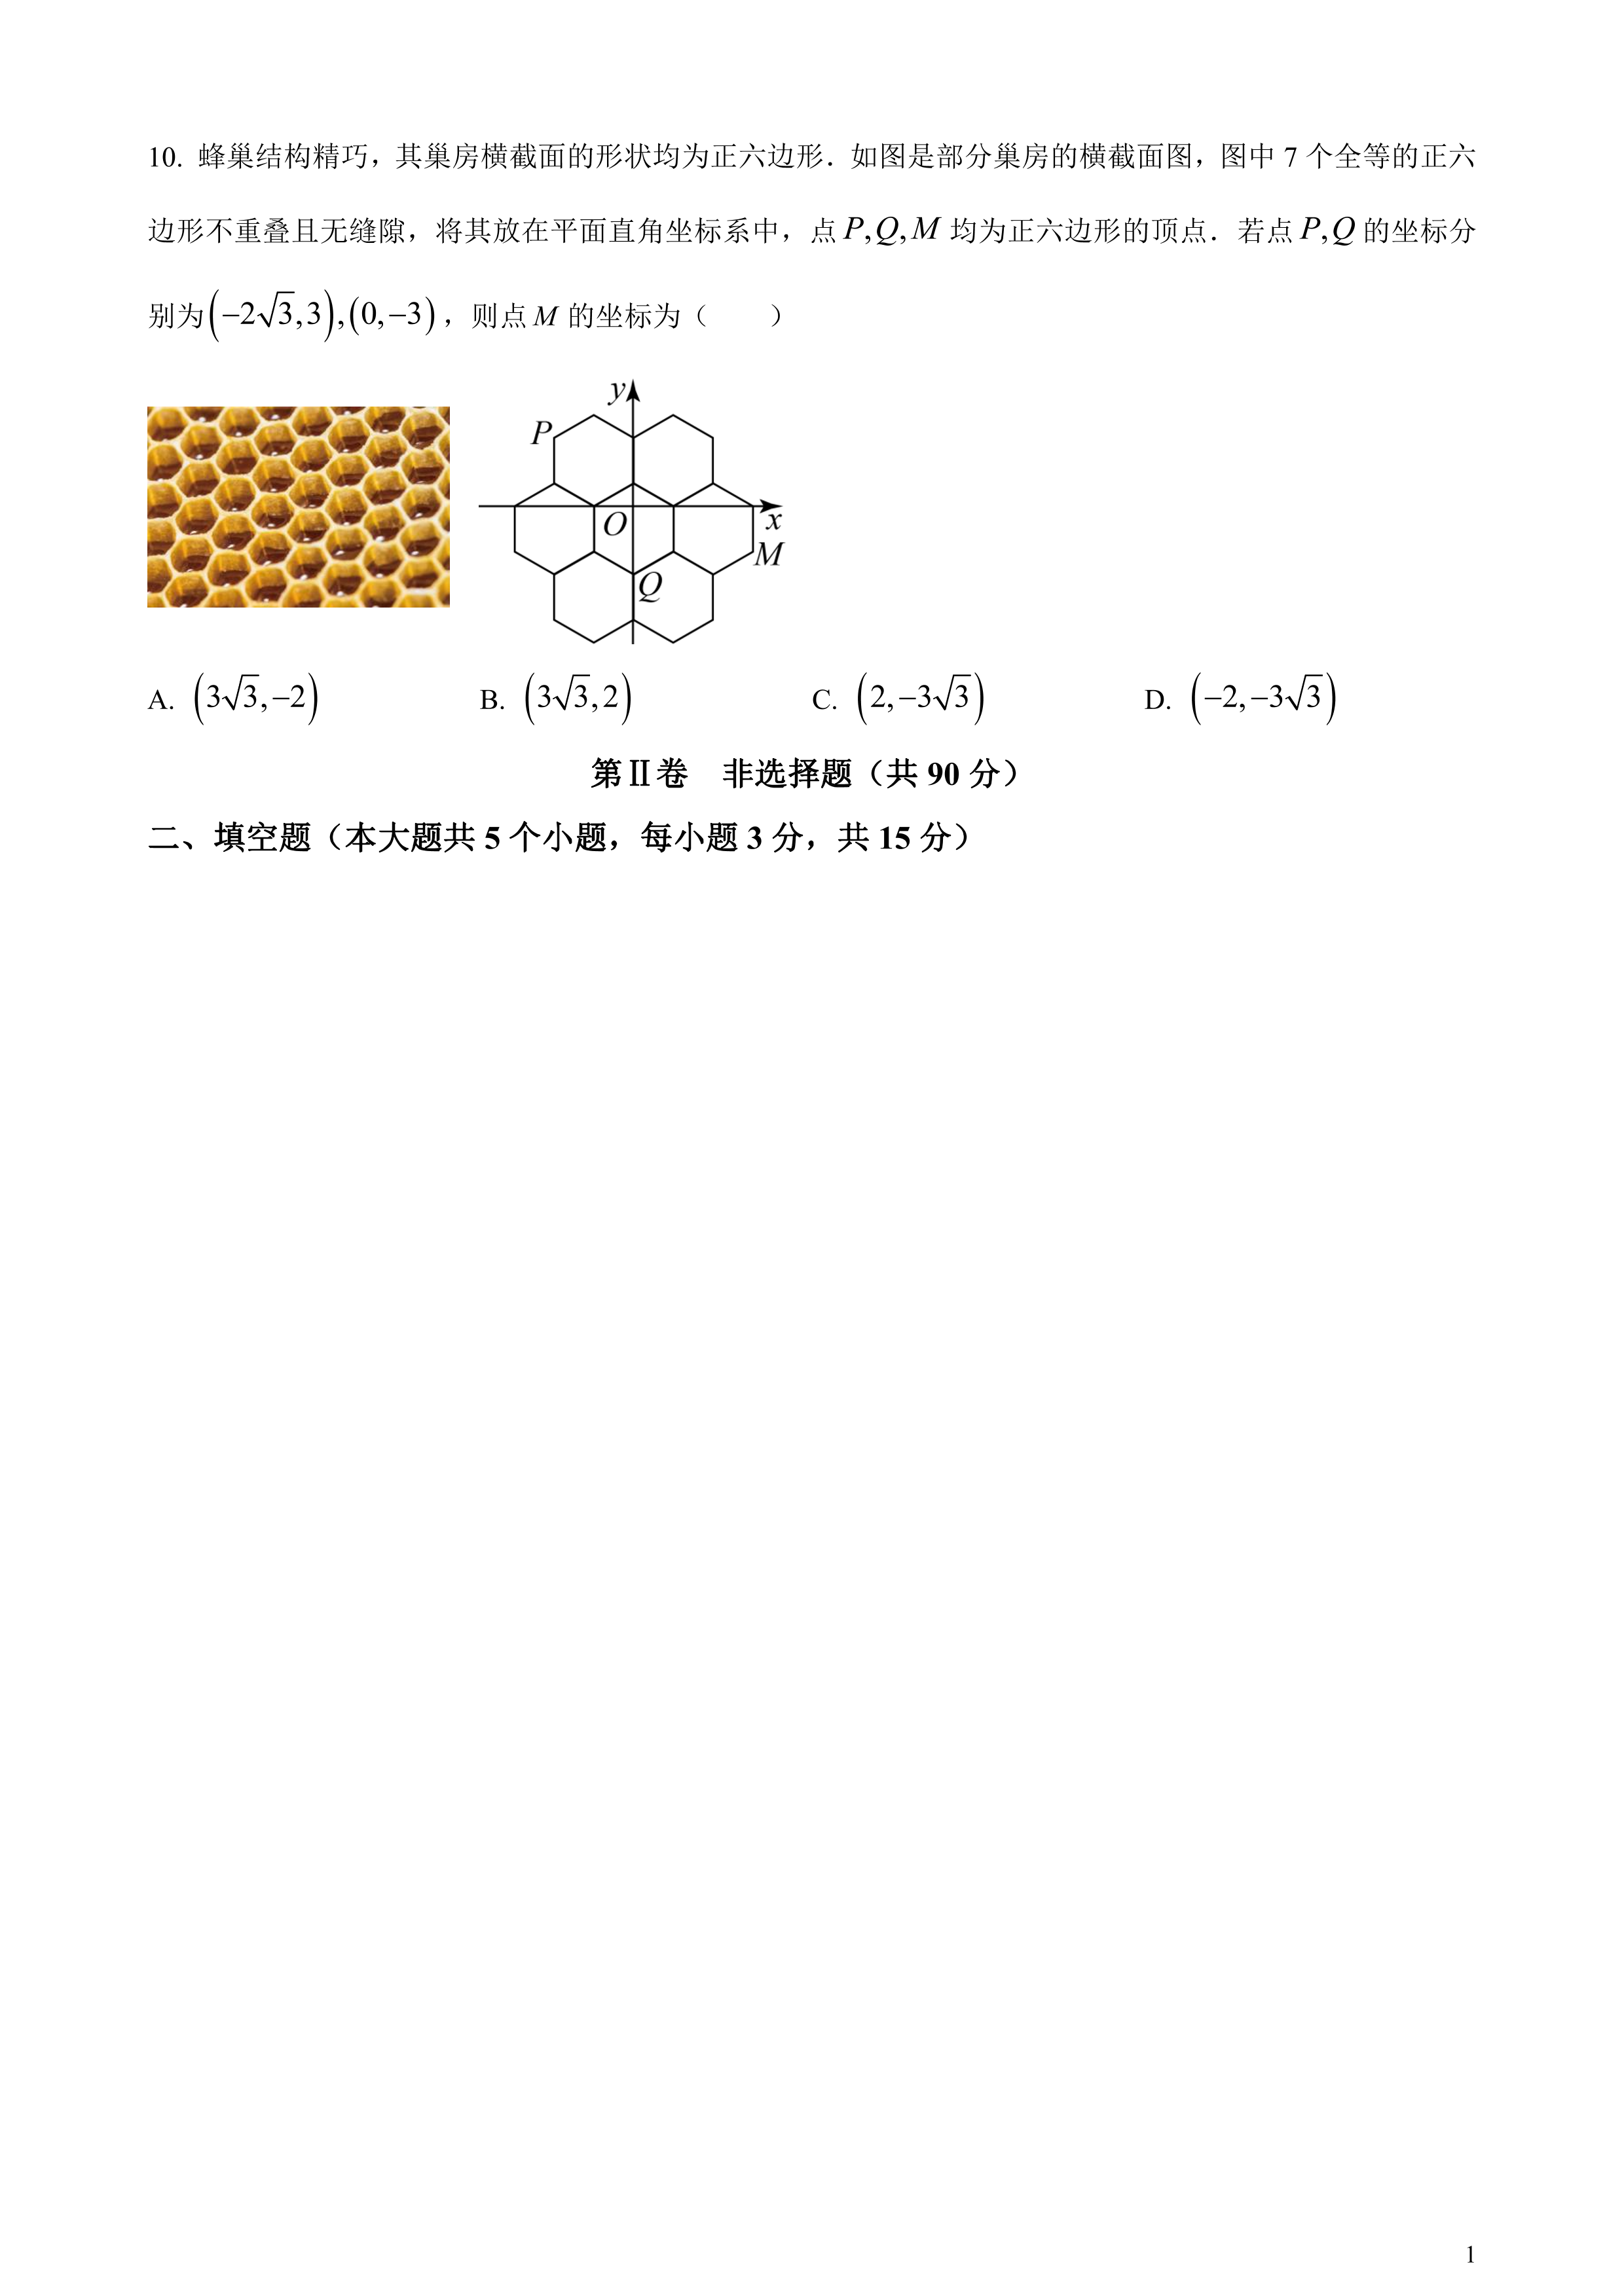 10. 蜂巢结构精巧，其巢房横截面的形状均为正六边形．如图是部分巢房的横截面图，图中 7 个全等的正六
边形不重叠且无缝隙，将其放在平面直角坐标系中，点 P,Q,M 均为正六边形的顶点．若点 P,Q 的坐标分
别为(−2√3,3),(0,−3)，则点 M 的坐标为（　　）
y
P
O
x
M
Q
A. (3√3,−2)　B. (3√3,2)　C. (2,−3√3)　D. (−2,−3√3)
第Ⅱ卷　非选择题（共 90 分）
二、填空题（本大题共 5 个小题，每小题 3 分，共 15 分）
1